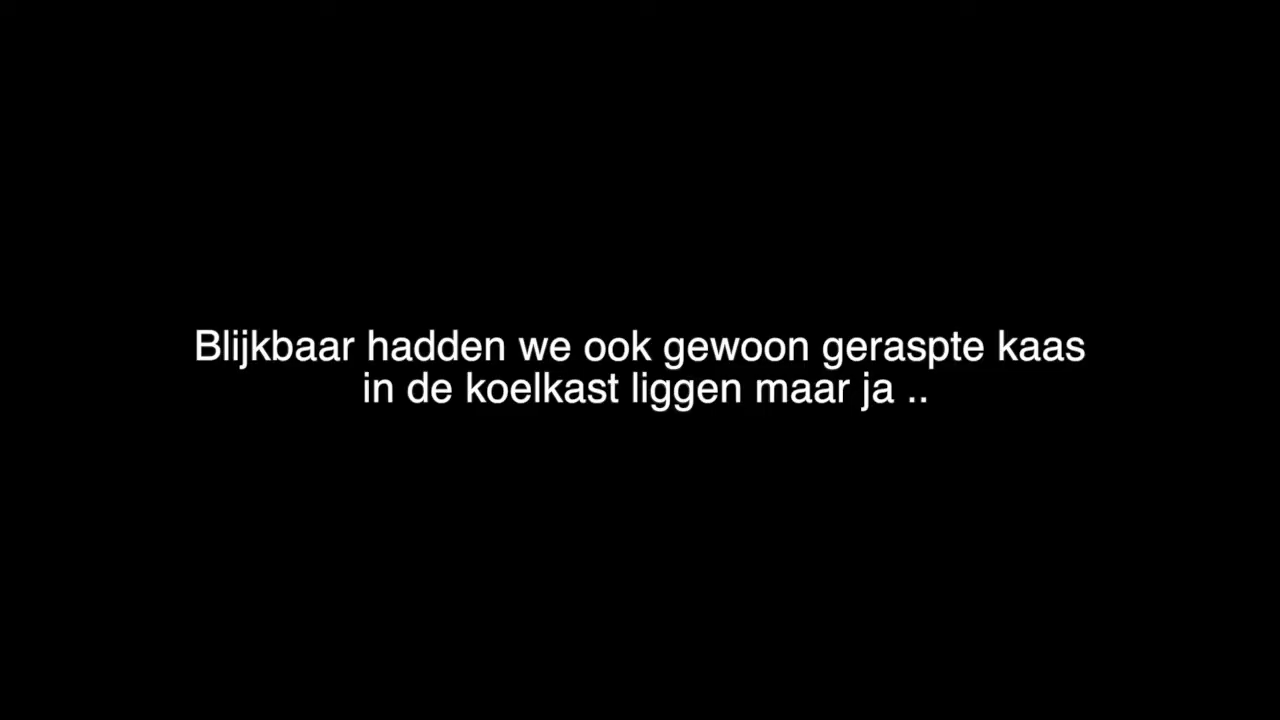 Blijkbaar hadden we ook gewoon geraspte kaas
in de koelkast liggen maar ja ..